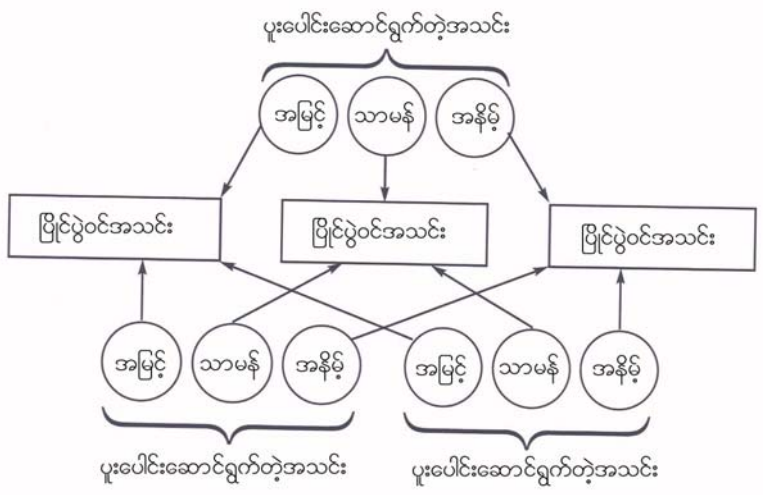 ပူးပေါင်းဆောင်ရွက်တဲ့အသင်း
အမြင့် သာမန် အနိမ့်
ပြိုင်ပွဲဝင်အသင်း ပြိုင်ပွဲဝင်အသင်း ပြိုင်ပွဲဝင်အသင်း
အမြင့် သာမန် အနိမ့် အမြင့် သာမန် အနိမ့်
ပူးပေါင်းဆောင်ရွက်တဲ့အသင်း ပူးပေါင်းဆောင်ရွက်တဲ့အသင်း